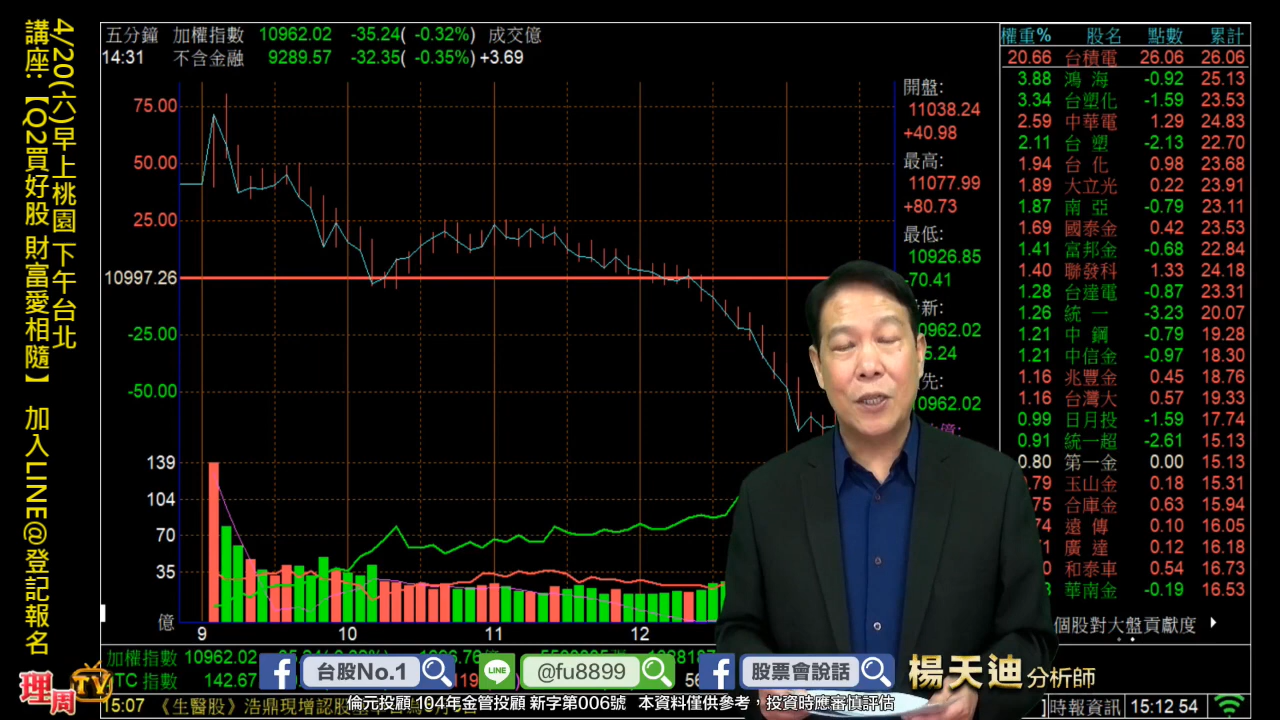 4/20(六)早上桃園 下午台北
講座:【Q2買好股 財富愛相隨】 加入LINE@登記報名
五分鐘 加權指數 10962.02 -35.24( -0.32%) 成交億
14:31 不含金融 9289.57 -32.35( -0.35%) +3.69
75.00
50.00
25.00
10997.26
-25.00
-50.00
139
104
70
35
億
9 10 11 12
開盤:
11038.24
+40.98
最高:
11077.99
+80.73
最低:
10926.85
-70.41
新:
0962.02
5.24
先:
0962.02
億:
權重% 股名 點數 累計
20.66 台積電 26.06 26.06
3.88 鴻海 -0.92 25.13
3.34 台塑化 -1.59 23.53
2.59 中華電 1.29 24.83
2.11 台塑 -2.13 22.70
1.94 台化 0.98 23.68
1.89 大立光 0.22 23.91
1.87 南亞 -0.79 23.11
1.69 國泰金 0.42 23.53
1.41 富邦金 -0.68 22.84
1.40 聯發科 1.33 24.18
1.28 台達電 -0.87 23.31
1.26 統一 -3.23 20.07
1.21 中鋼 -0.79 19.28
1.21 中信金 -0.97 18.30
1.16 兆豐金 0.45 18.76
1.16 台灣大 0.57 19.33
0.99 日月投 -1.59 17.74
0.91 統一超 -2.61 15.13
0.80 第一金 0.00 15.13
.79 玉山金 0.18 15.31
75 合庫金 0.63 15.94
74 遠傳 0.10 16.05
1 廣達 0.12 16.18
0 和泰車 0.54 16.73
華南金 -0.19 16.53
個股對大盤貢獻度
加權指數 10962.02
TC 指數 142.67
台股No.1
LINE
@fu8899
股票會說話
楊天迪 分析師
理周TV
15:07 《生醫股》浩鼎現增認股
倫元投顧 104年金管投顧 新字第006號 本資料僅供參考，投資時應審慎評估
時報資訊 15:12 54